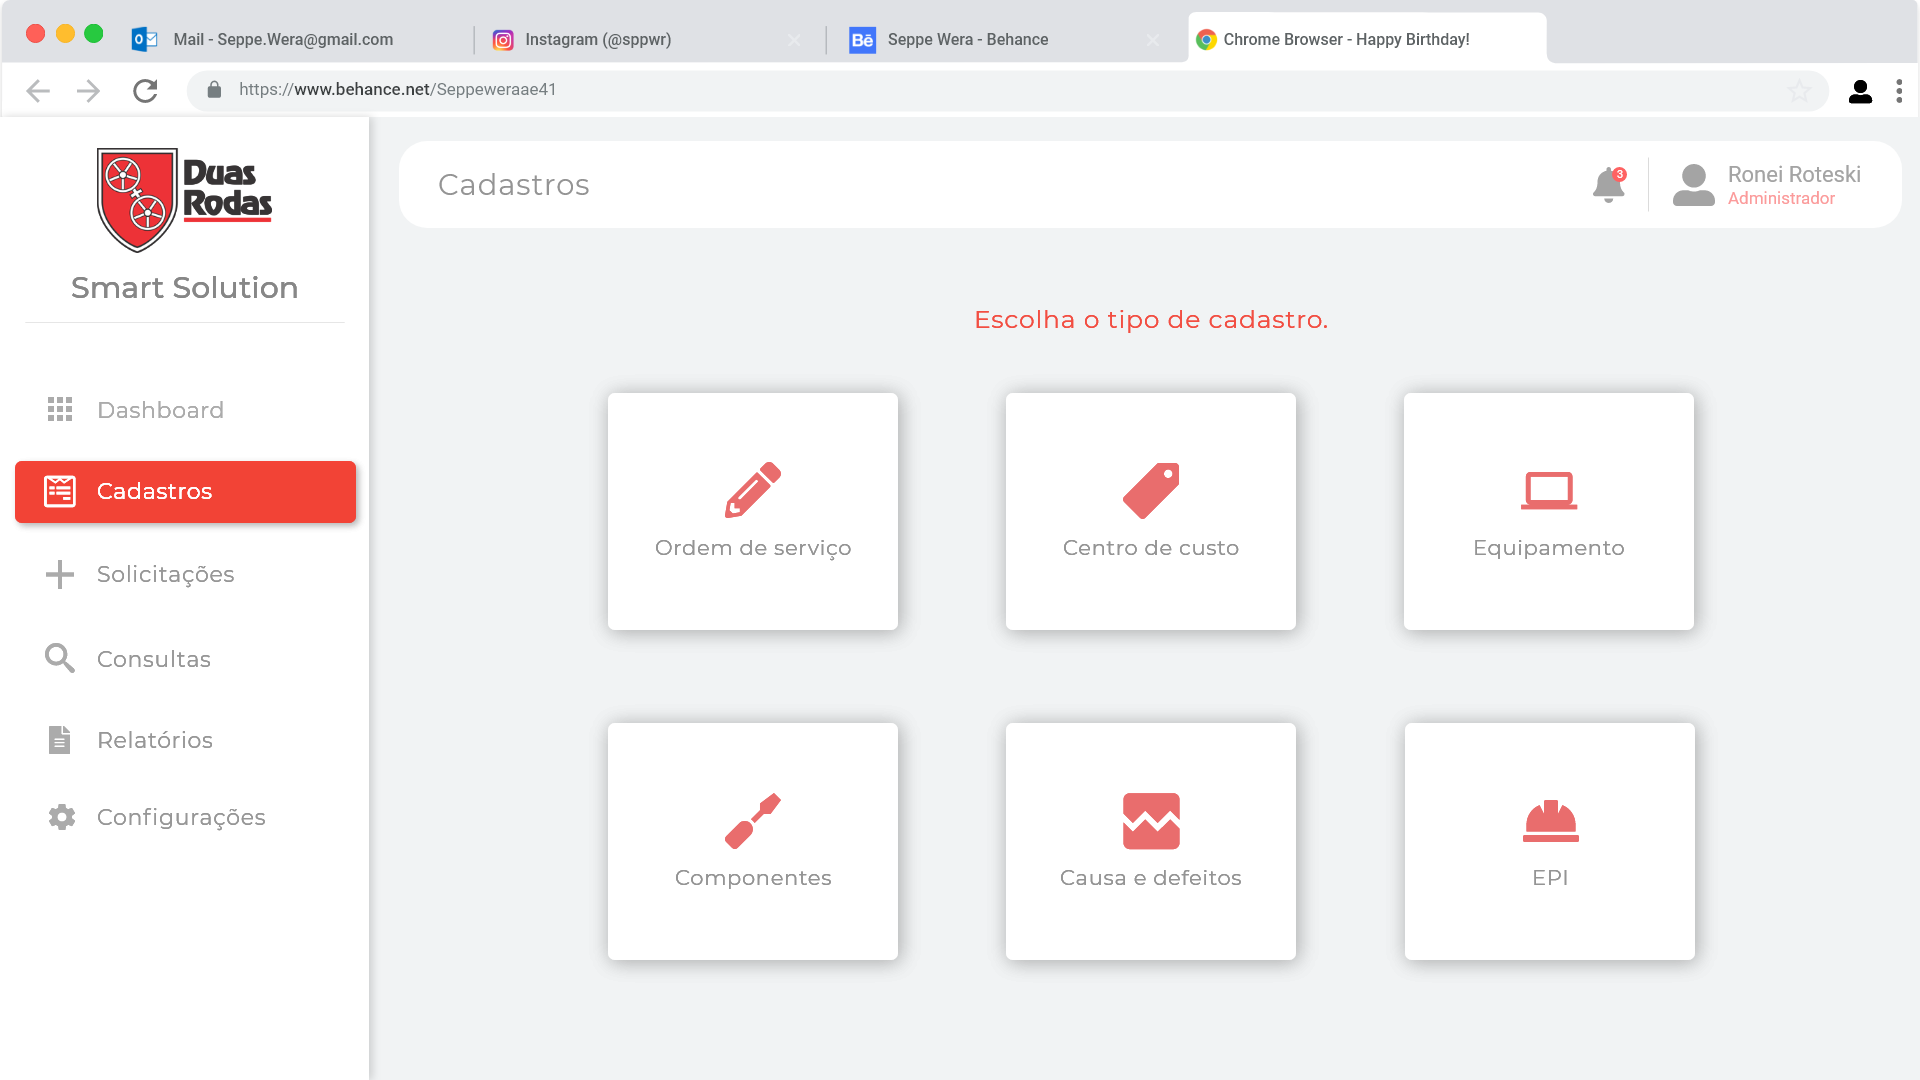 Mail - Seppe.Wera@gmail.com
Instagram (@sppwr)
Bē
Seppe Wera - Behance
Chrome Browser - Happy Birthday!
https://www.behance.net/Seppeweraae41
Duas
Rodas
Smart Solution
Dashboard
Cadastros
Solicitações
Consultas
Relatórios
Configurações
Cadastros
3
Ronei Roteski
Administrador
Escolha o tipo de cadastro.
Ordem de serviço
Centro de custo
Equipamento
Componentes
Causa e defeitos
EPI